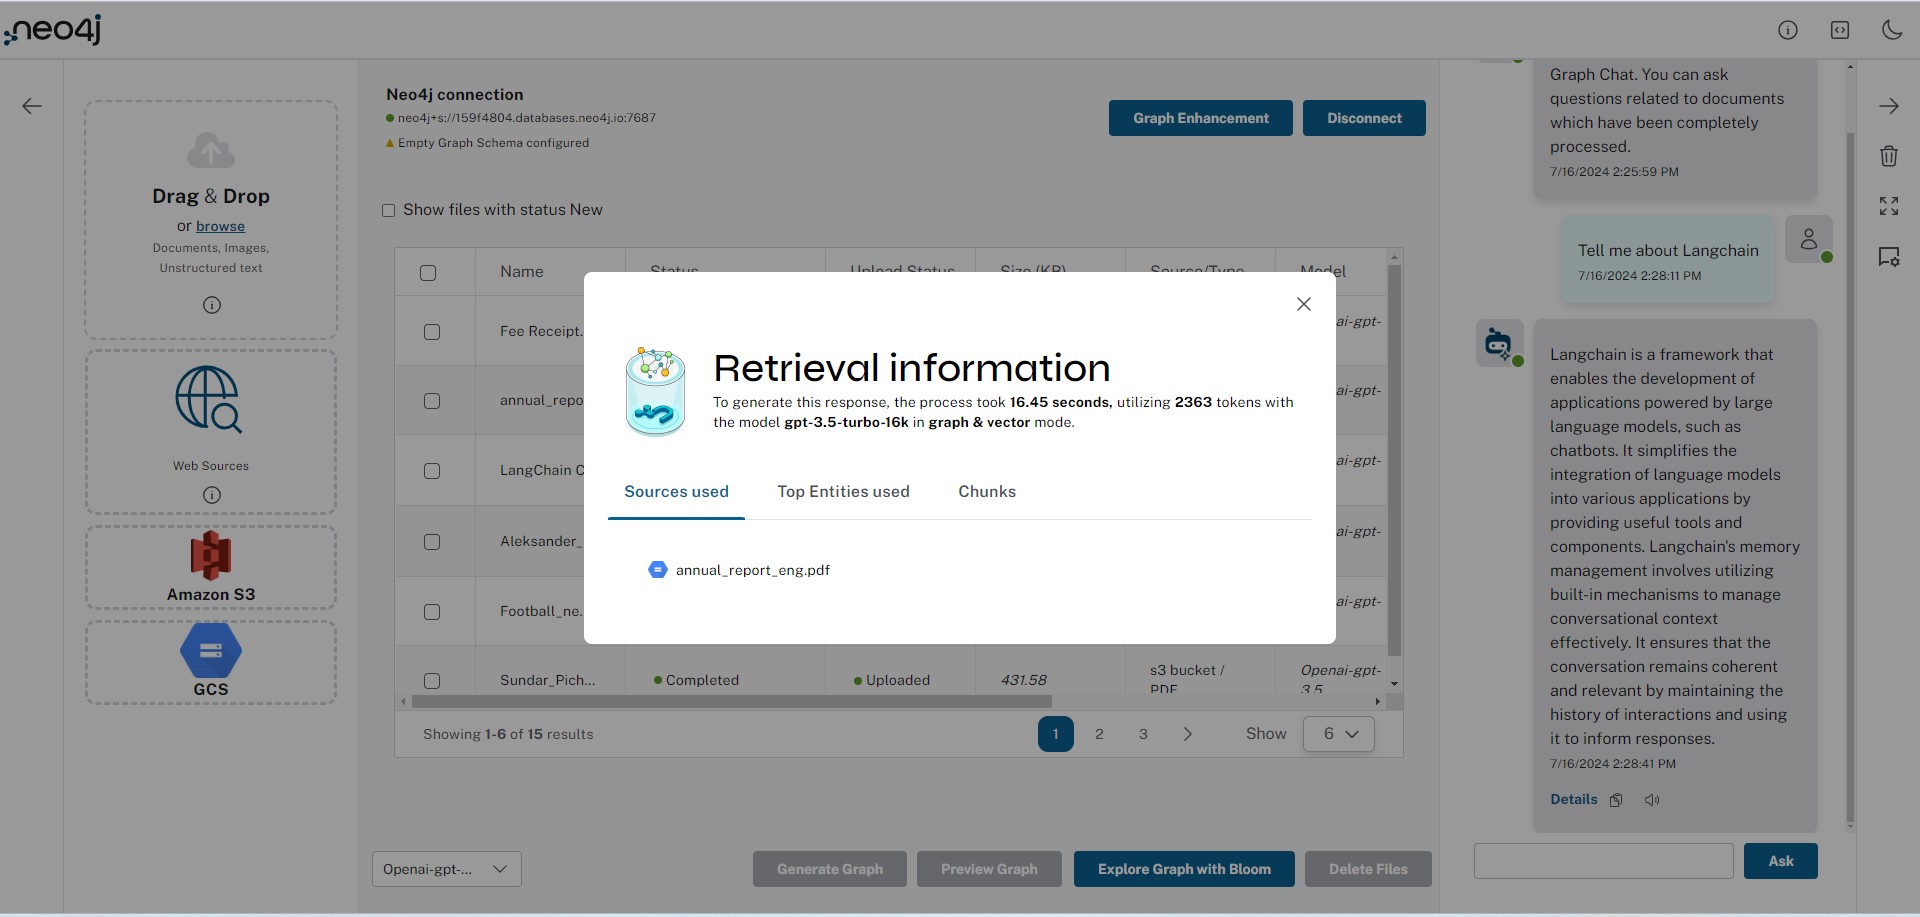 neo4j
Drag & Drop
or browse
Documents, Images,
Unstructured text
Web Sources
Amazon S3
GCS
Neo4j connection
neo4j+s://159f4804.databases.neo4j.io:7687
Empty Graph Schema configured
Graph Enhancement
Disconnect
Show files with status New
Name Status Upload Status Size (KB) Source/Type Model
Fee Receipt. ai-gpt-
annual_repo ai-gpt-
LangChain C ai-gpt-
Aleksander_ ai-gpt-
Football_ne. ai-gpt-
Sundar_Pich... Completed Uploaded 431.58 s3 bucket / PDF Openai-gpt-3.5
Showing 1-6 of 15 results
1 2 3
Show 6
Openai-gpt-...
Generate Graph
Preview Graph
Explore Graph with Bloom
Delete Files
Retrieval information
To generate this response, the process took 16.45 seconds, utilizing 2363 tokens with
the model gpt-3.5-turbo-16k in graph & vector mode.
Sources used Top Entities used Chunks
annual_report_eng.pdf
Graph Chat. You can ask
questions related to documents
which have been completely
processed.
7/16/2024 2:25:59 PM
Tell me about Langchain
7/16/2024 2:28:11 PM
Langchain is a framework that
enables the development of
applications powered by large
language models, such as
chatbots. It simplifies the
integration of language models
into various applications by
providing useful tools and
components. Langchain's memory
management involves utilizing
built-in mechanisms to manage
conversational context
effectively. It ensures that the
conversation remains coherent
and relevant by maintaining the
history of interactions and using
it to inform responses.
7/16/2024 2:28:41 PM
Details
Ask